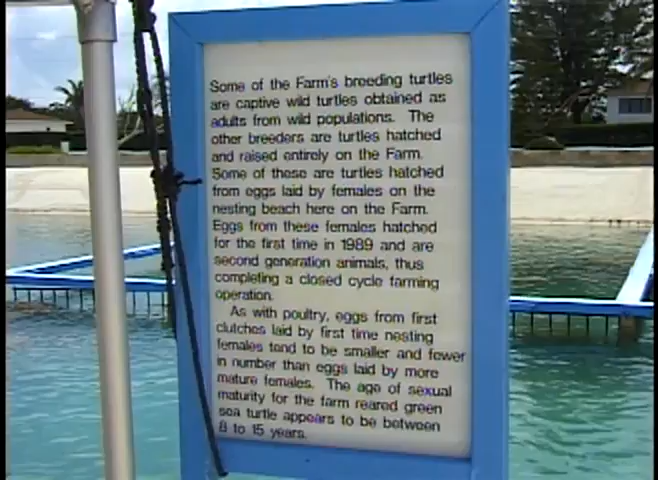 Some of the Farm's breeding turtles
are captive wild turtles obtained as
adults from wild populations. The
other breeders are turtles hatched
and raised entirely on the Farm.
Some of these are turtles hatched
from eggs laid by females on the
nesting beach here on the Farm.
Eggs from these females hatched
for the first time in 1989 and are
second generation animals, thus
completing a closed cycle farming
operation.
As with poultry, eggs from first
clutches laid by first time nesting
females tend to be smaller and fewer
in number than eggs laid by more
mature females. The age of sexual
maturity for the farm reared green
sea turtle appears to be between
8 to 15 years.